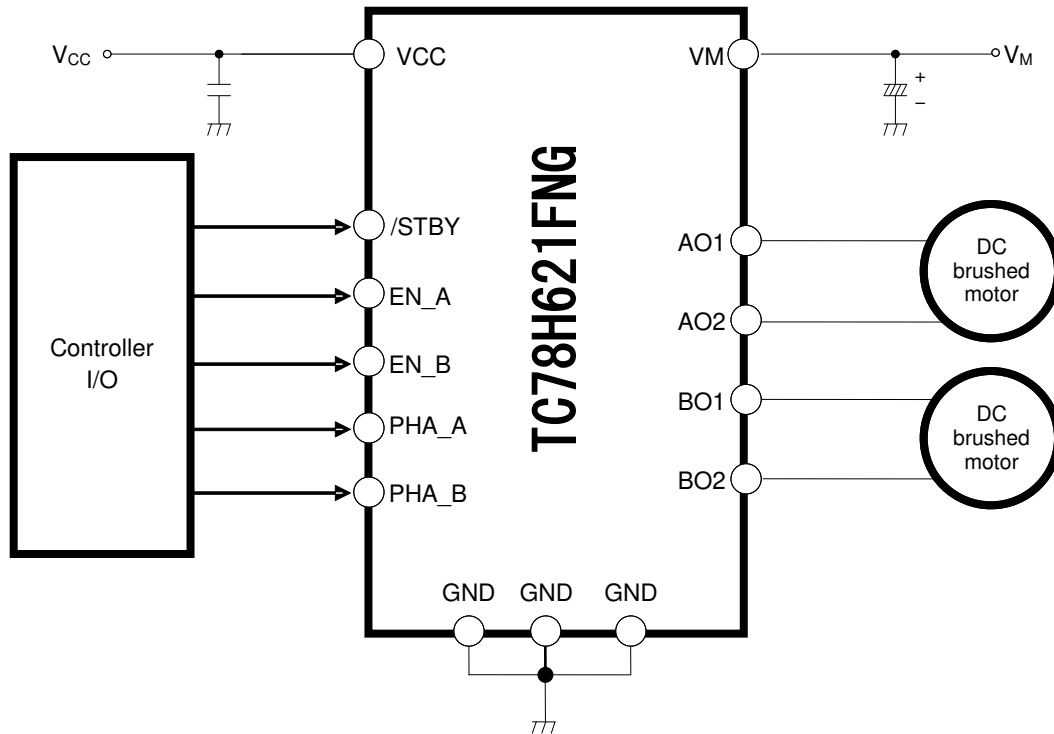 VCC
VCC
VM
VM
+
−
TC78H621FNG
Controller
I/O
/STBY
EN_A
EN_B
PHA_A
PHA_B
AO1
AO2
BO1
BO2
DC
brushed
motor
DC
brushed
motor
GND
GND
GND